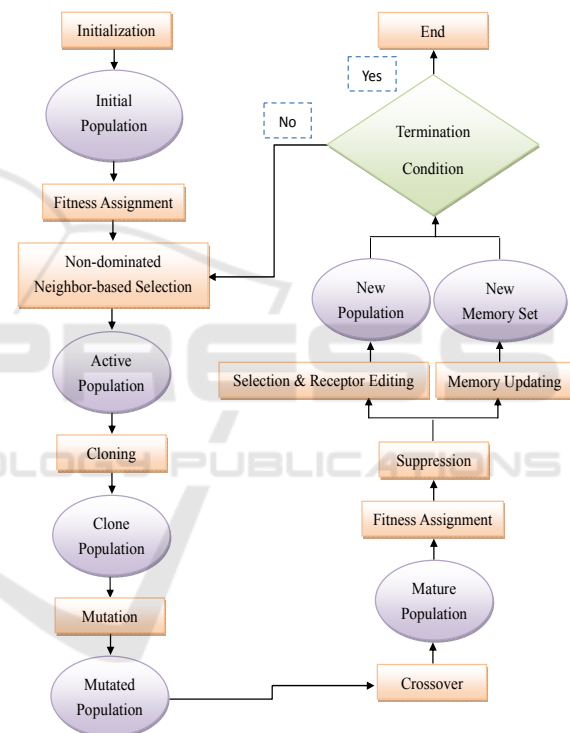 Initialization
Initial
Population
Fitness Assignment
Non-dominated
Neighbor-based Selection
Active
Population
Cloning
Clone
Population
Mutation
Mutated
Population
Crossover
Mature
Population
Fitness Assignment
Suppression
Selection & Receptor Editing
Memory Updating
New
Population
New
Memory Set
Termination
Condition
No
Yes
End
PUBLICATIONS